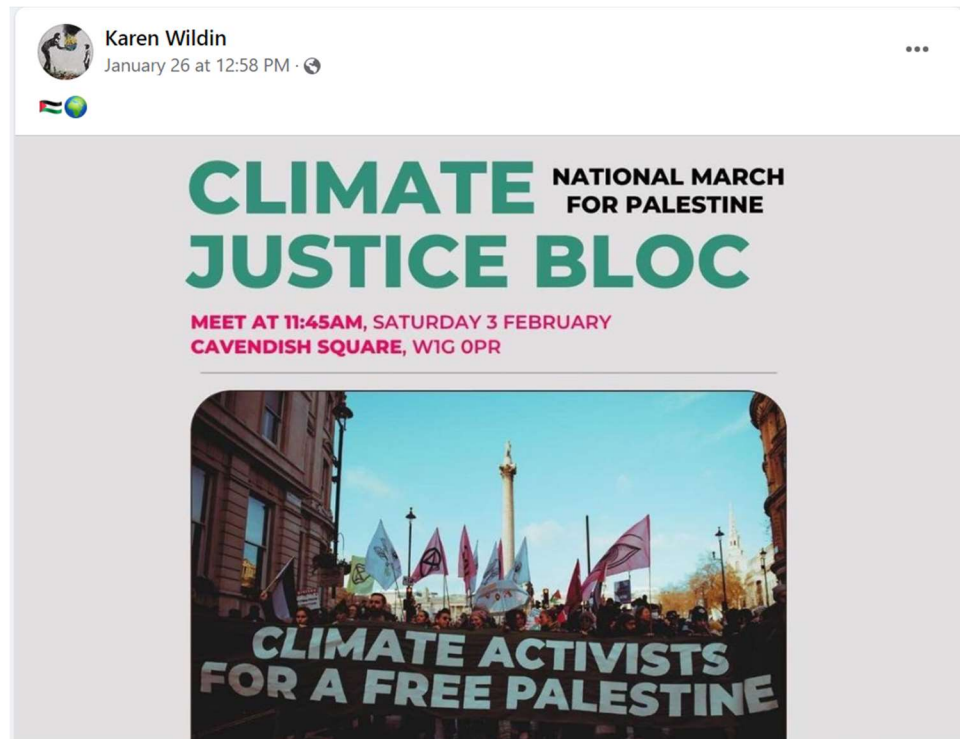 Karen Wildin
January 26 at 12:58 PM ·
CLIMATE
NATIONAL MARCH
FOR PALESTINE
JUSTICE BLOC
MEET AT 11:45AM, SATURDAY 3 FEBRUARY
CAVENDISH SQUARE, W1G 0PR
CLIMATE ACTIVISTS
FOR A FREE PALESTINE